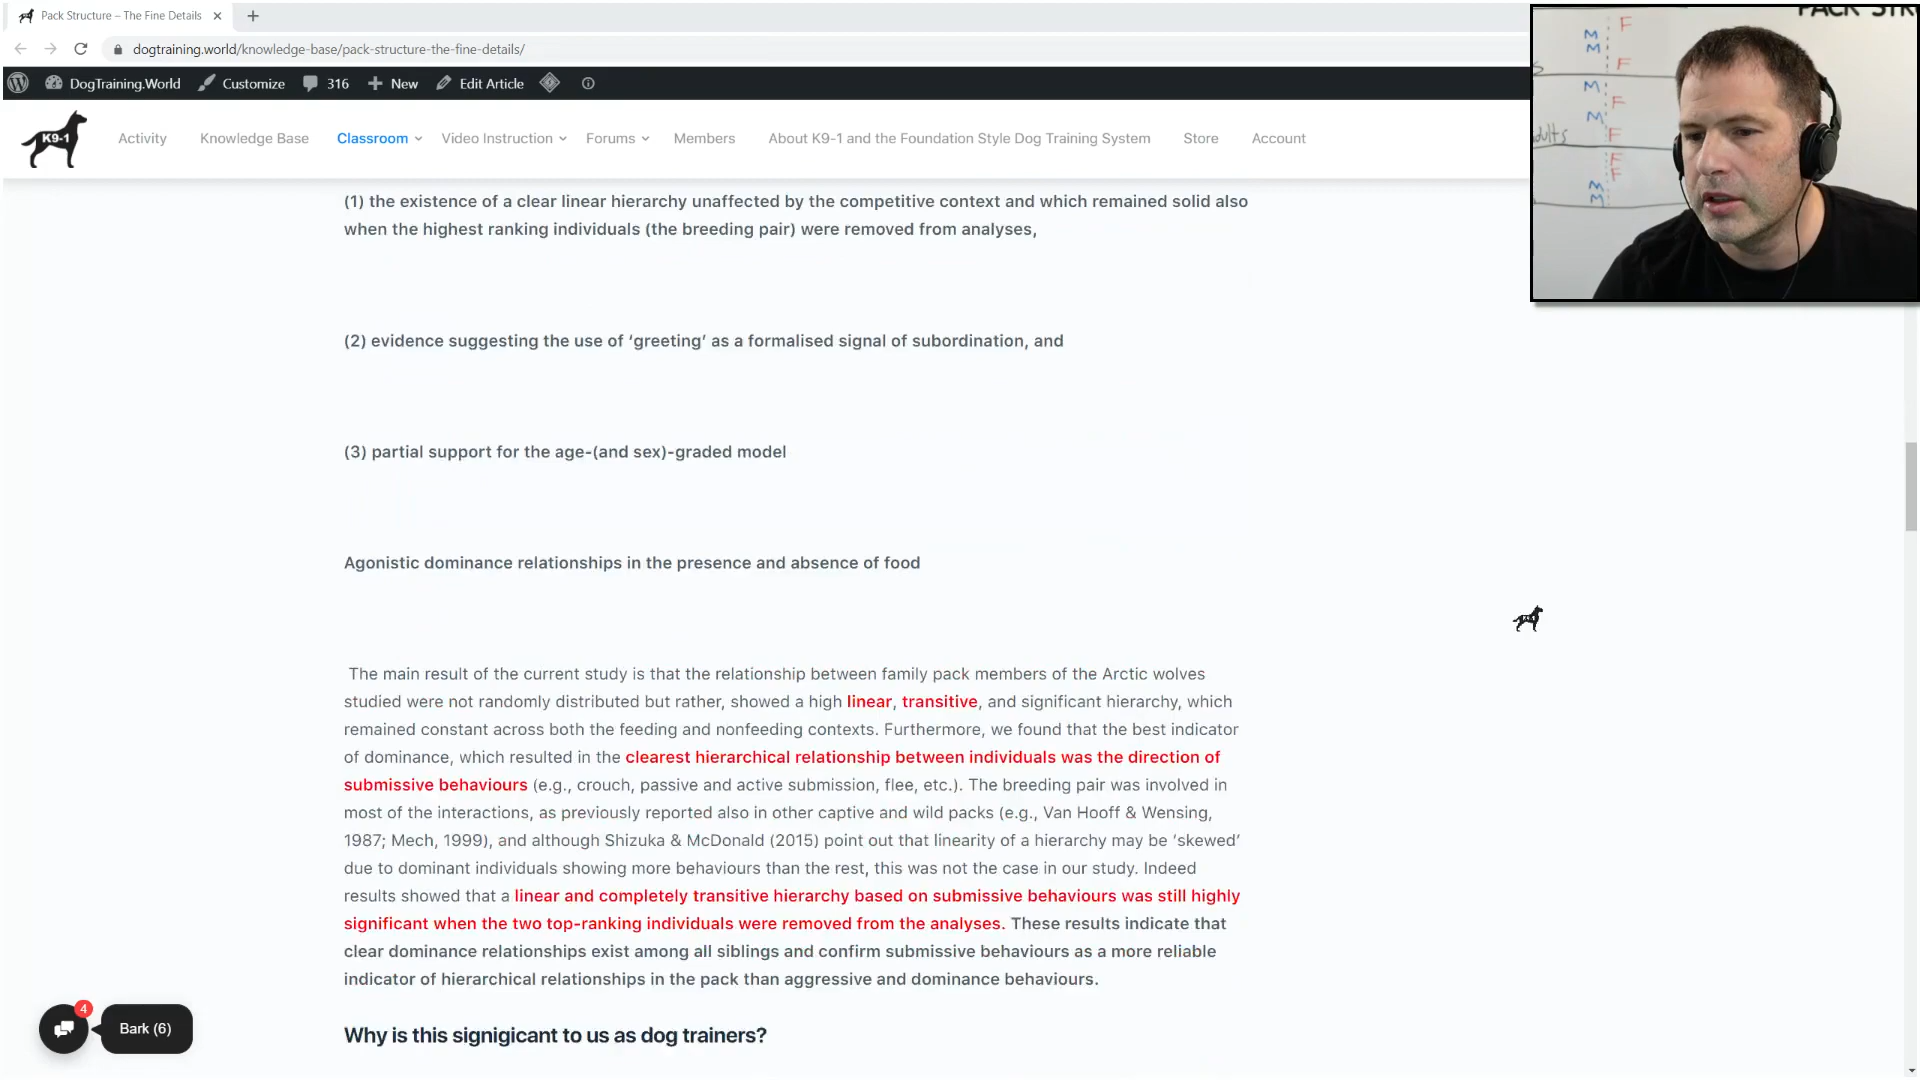 Pack Structure – The Fine Details
dogtraining.world/knowledge-base/pack-structure-the-fine-details/
DogTraining.World Customize 316 New Edit Article
K9-1
Activity Knowledge Base Classroom Video Instruction Forums Members About K9-1 and the Foundation Style Dog Training System Store Account
PACK STR
M F
M
F
M
F
M
F
F
F
M
M
(1) the existence of a clear linear hierarchy unaffected by the competitive context and which remained solid also
when the highest ranking individuals (the breeding pair) were removed from analyses,
(2) evidence suggesting the use of ‘greeting’ as a formalised signal of subordination, and
(3) partial support for the age-(and sex)-graded model
Agonistic dominance relationships in the presence and absence of food
The main result of the current study is that the relationship between family pack members of the Arctic wolves
studied were not randomly distributed but rather, showed a high linear, transitive, and significant hierarchy, which
remained constant across both the feeding and nonfeeding contexts. Furthermore, we found that the best indicator
of dominance, which resulted in the clearest hierarchical relationship between individuals was the direction of
submissive behaviours (e.g., crouch, passive and active submission, flee, etc.). The breeding pair was involved in
most of the interactions, as previously reported also in other captive and wild packs (e.g., Van Hooff & Wensing,
1987; Mech, 1999), and although Shizuka & McDonald (2015) point out that linearity of a hierarchy may be ‘skewed’
due to dominant individuals showing more behaviours than the rest, this was not the case in our study. Indeed
results showed that a linear and completely transitive hierarchy based on submissive behaviours was still highly
significant when the two top-ranking individuals were removed from the analyses. These results indicate that
clear dominance relationships exist among all siblings and confirm submissive behaviours as a more reliable
indicator of hierarchical relationships in the pack than aggressive and dominance behaviours.
4
Bark (6)
Why is this signigicant to us as dog trainers?